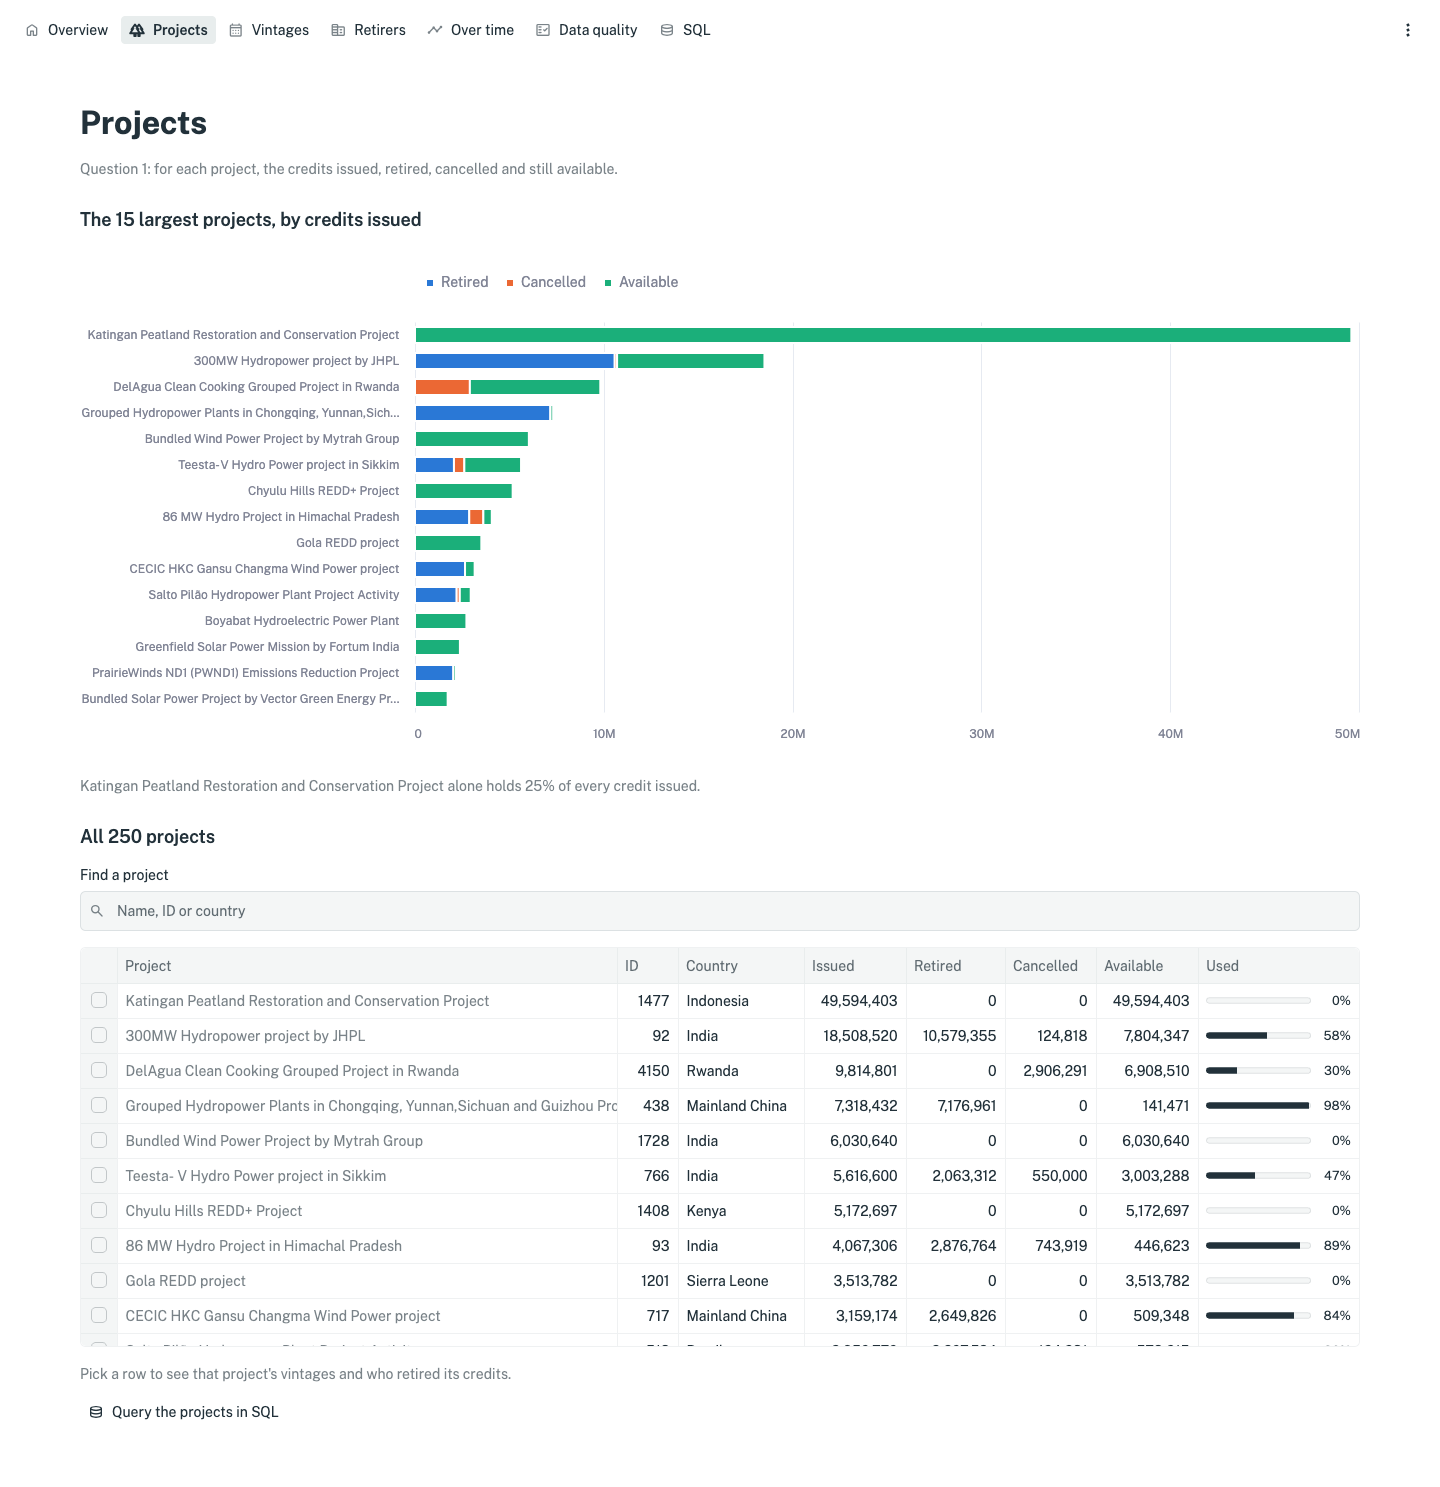 Overview Projects Vintages Retirers Over time Data quality SQL
Projects
Question 1: for each project, the credits issued, retired, cancelled and still available.
The 15 largest projects, by credits issued
Retired Cancelled Available
Katingan Peatland Restoration and Conservation Project
300MW Hydropower project by JHPL
DelAgua Clean Cooking Grouped Project in Rwanda
Grouped Hydropower Plants in Chongqing, Yunnan,Sich...
Bundled Wind Power Project by Mytrah Group
Teesta-V Hydro Power project in Sikkim
Chyulu Hills REDD+ Project
86 MW Hydro Project in Himachal Pradesh
Gola REDD project
CECIC HKC Gansu Changma Wind Power project
Salto Pilão Hydropower Plant Project Activity
Boyabat Hydroelectric Power Plant
Greenfield Solar Power Mission by Fortum India
PrairieWinds ND1 (PWND1) Emissions Reduction Project
Bundled Solar Power Project by Vector Green Energy Pr...
0 10M 20M 30M 40M 50M
Katingan Peatland Restoration and Conservation Project alone holds 25% of every credit issued.
All 250 projects
Find a project
Name, ID or country
Project ID Country Issued Retired Cancelled Available Used
Katingan Peatland Restoration and Conservation Project 1477 Indonesia 49,594,403 0 0 49,594,403 0%
300MW Hydropower project by JHPL 92 India 18,508,520 10,579,355 124,818 7,804,347 58%
DelAgua Clean Cooking Grouped Project in Rwanda 4150 Rwanda 9,814,801 0 2,906,291 6,908,510 30%
Grouped Hydropower Plants in Chongqing, Yunnan,Sichuan and Guizhou Pro 438 Mainland China 7,318,432 7,176,961 0 141,471 98%
Bundled Wind Power Project by Mytrah Group 1728 India 6,030,640 0 0 6,030,640 0%
Teesta- V Hydro Power project in Sikkim 766 India 5,616,600 2,063,312 550,000 3,003,288 47%
Chyulu Hills REDD+ Project 1408 Kenya 5,172,697 0 0 5,172,697 0%
86 MW Hydro Project in Himachal Pradesh 93 India 4,067,306 2,876,764 743,919 446,623 89%
Gola REDD project 1201 Sierra Leone 3,513,782 0 0 3,513,782 0%
CECIC HKC Gansu Changma Wind Power project 717 Mainland China 3,159,174 2,649,826 0 509,348 84%
Pick a row to see that project's vintages and who retired its credits.
Query the projects in SQL